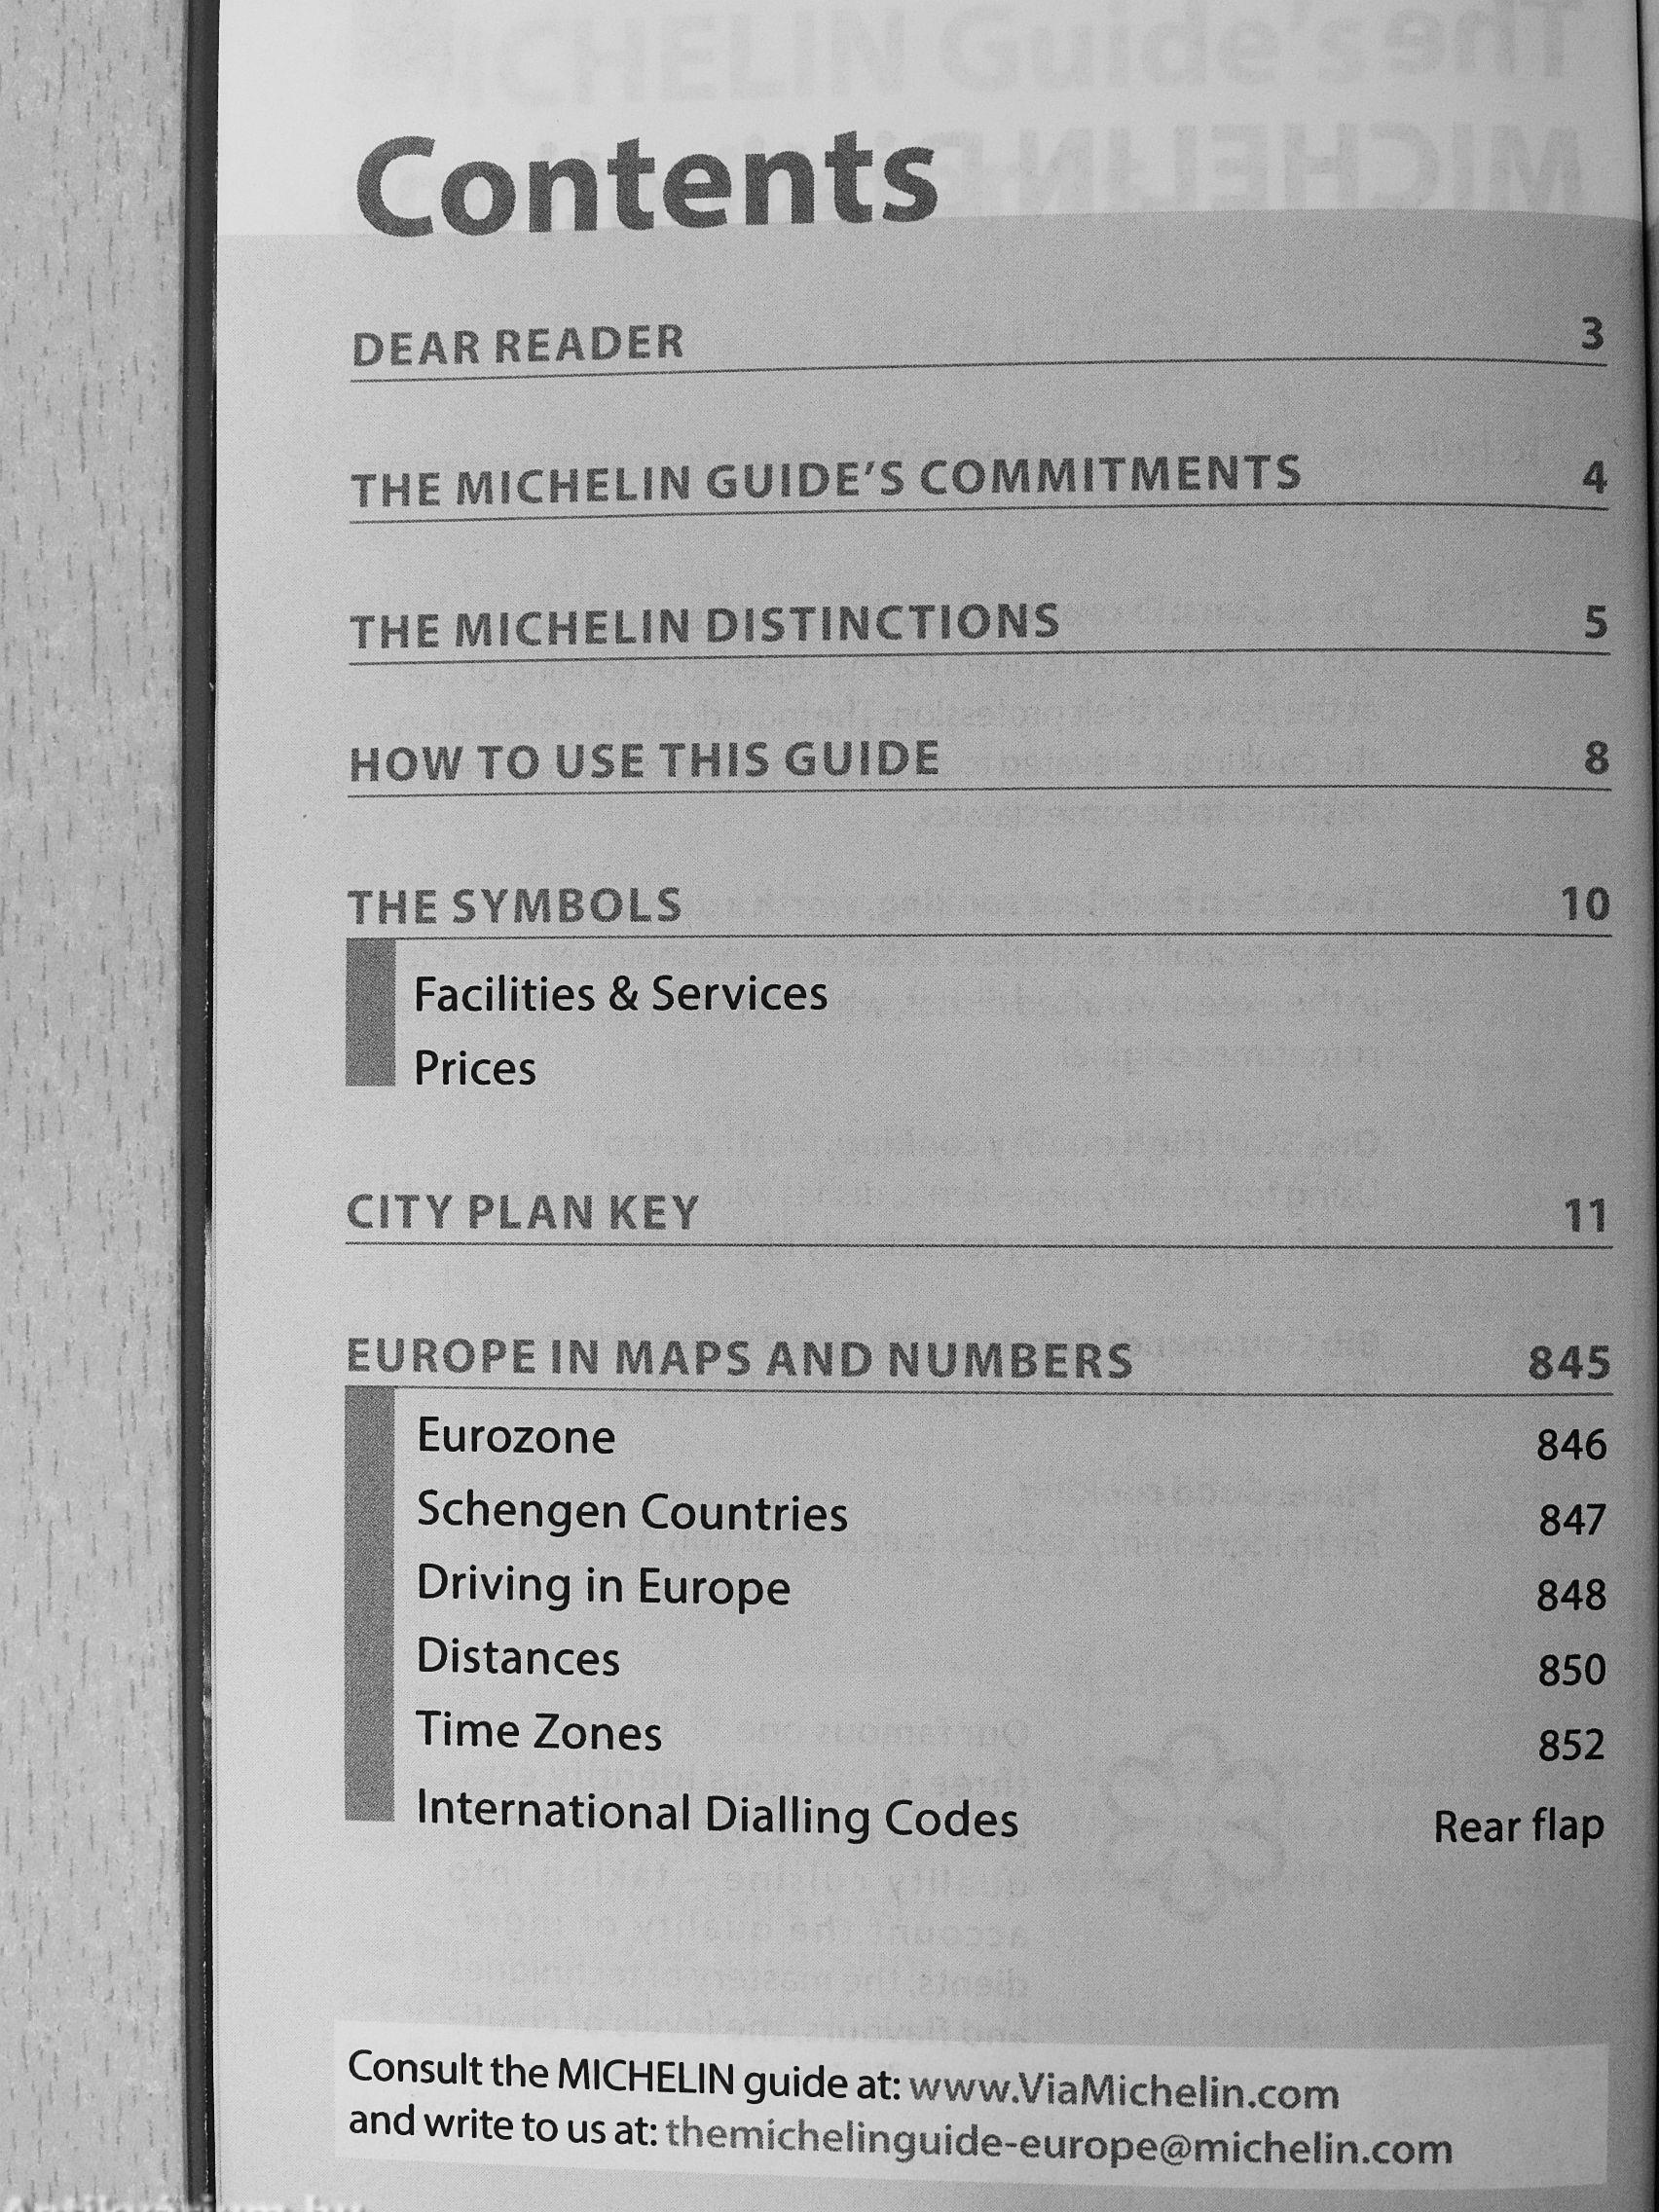 Contents
DEAR READER 3
THE MICHELIN GUIDE'S COMMITMENTS 4
THE MICHELIN DISTINCTIONS 5
HOW TO USE THIS GUIDE 8
THE SYMBOLS 10
Facilities & Services
Prices
CITY PLAN KEY 11
EUROPE IN MAPS AND NUMBERS 845
Eurozone 846
Schengen Countries 847
Driving in Europe 848
Distances 850
Time Zones 852
International Dialling Codes Rear flap
Consult the MICHELIN guide at: www.ViaMichelin.com
and write to us at: themichelinguide-europe@michelin.com